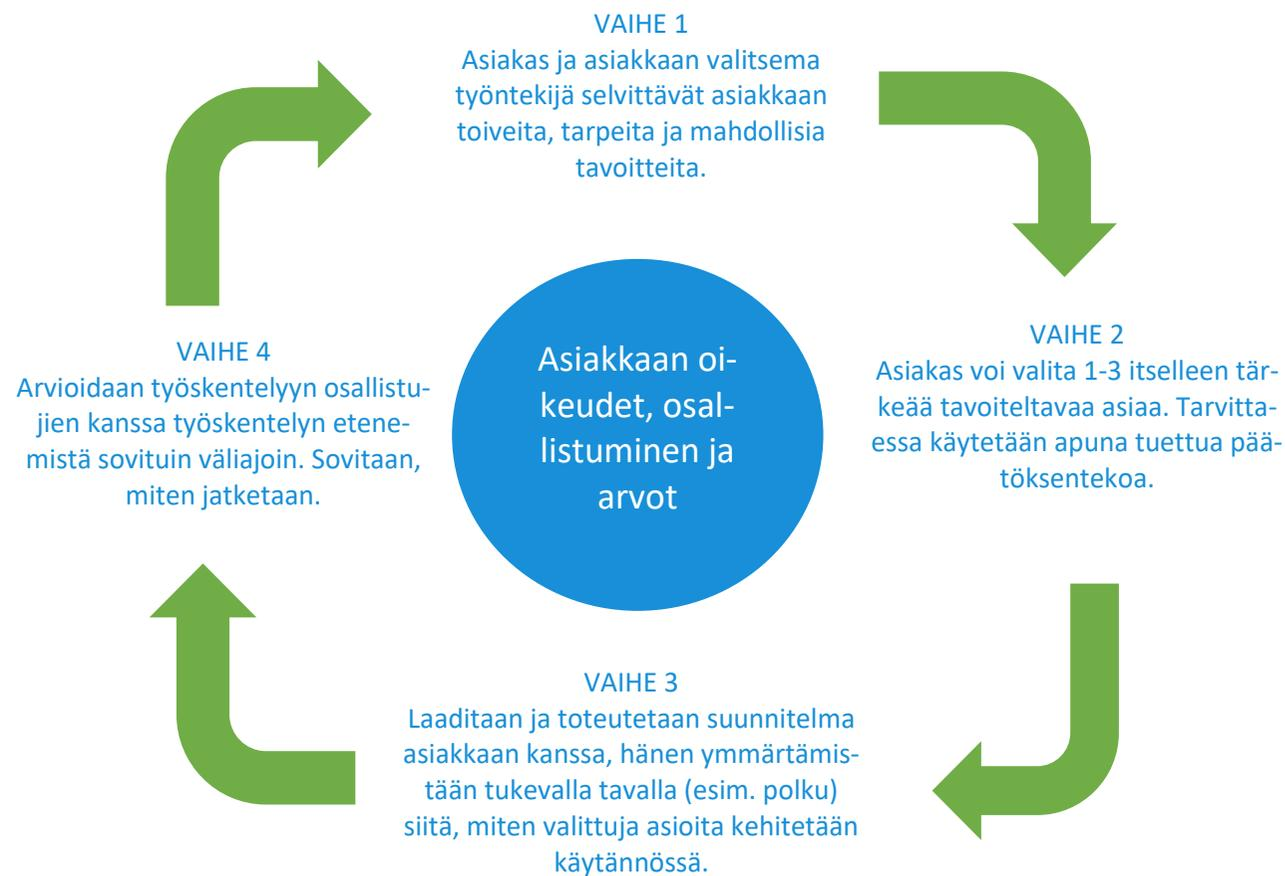 VAIHE 1
Asiakas ja asiakkaan valitsema
työntekijä selvittävät asiakkaan
toiveita, tarpeita ja mahdollisia
tavoitteita.
VAIHE 2
Asiakas voi valita 1-3 itselleen tär-
keää tavoiteltavaa asiaa. Tarvitta-
essa käytetään apuna tuettua pää-
töksentekoa.
VAIHE 3
Laaditaan ja toteutetaan suunnitelma
asiakkaan kanssa, hänen ymmärtämis-
tään tukevalla tavalla (esim. polku)
siitä, miten valittuja asioita kehitetään
käytännössä.
VAIHE 4
Arvioidaan työskentelyyn osallistu-
jien kanssa työskentelyn etene-
mistä sovituin väliajoin. Sovitaan,
miten jatketaan.
Asiakkaan oi-
keudet, osal-
listuminen ja
arvot